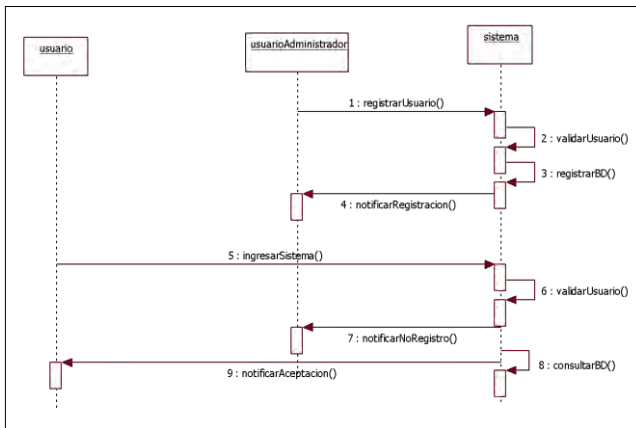 usuario
usuarioAdministrador
sistema
1 : registrarUsuario()
2 : validarUsuario()
3 : registrarBD()
4 : notificarRegistracion()
5 : ingresarSistema()
6 : validarUsuario()
7 : notificarNoRegistro()
8 : consultarBD()
9 : notificarAceptacion()